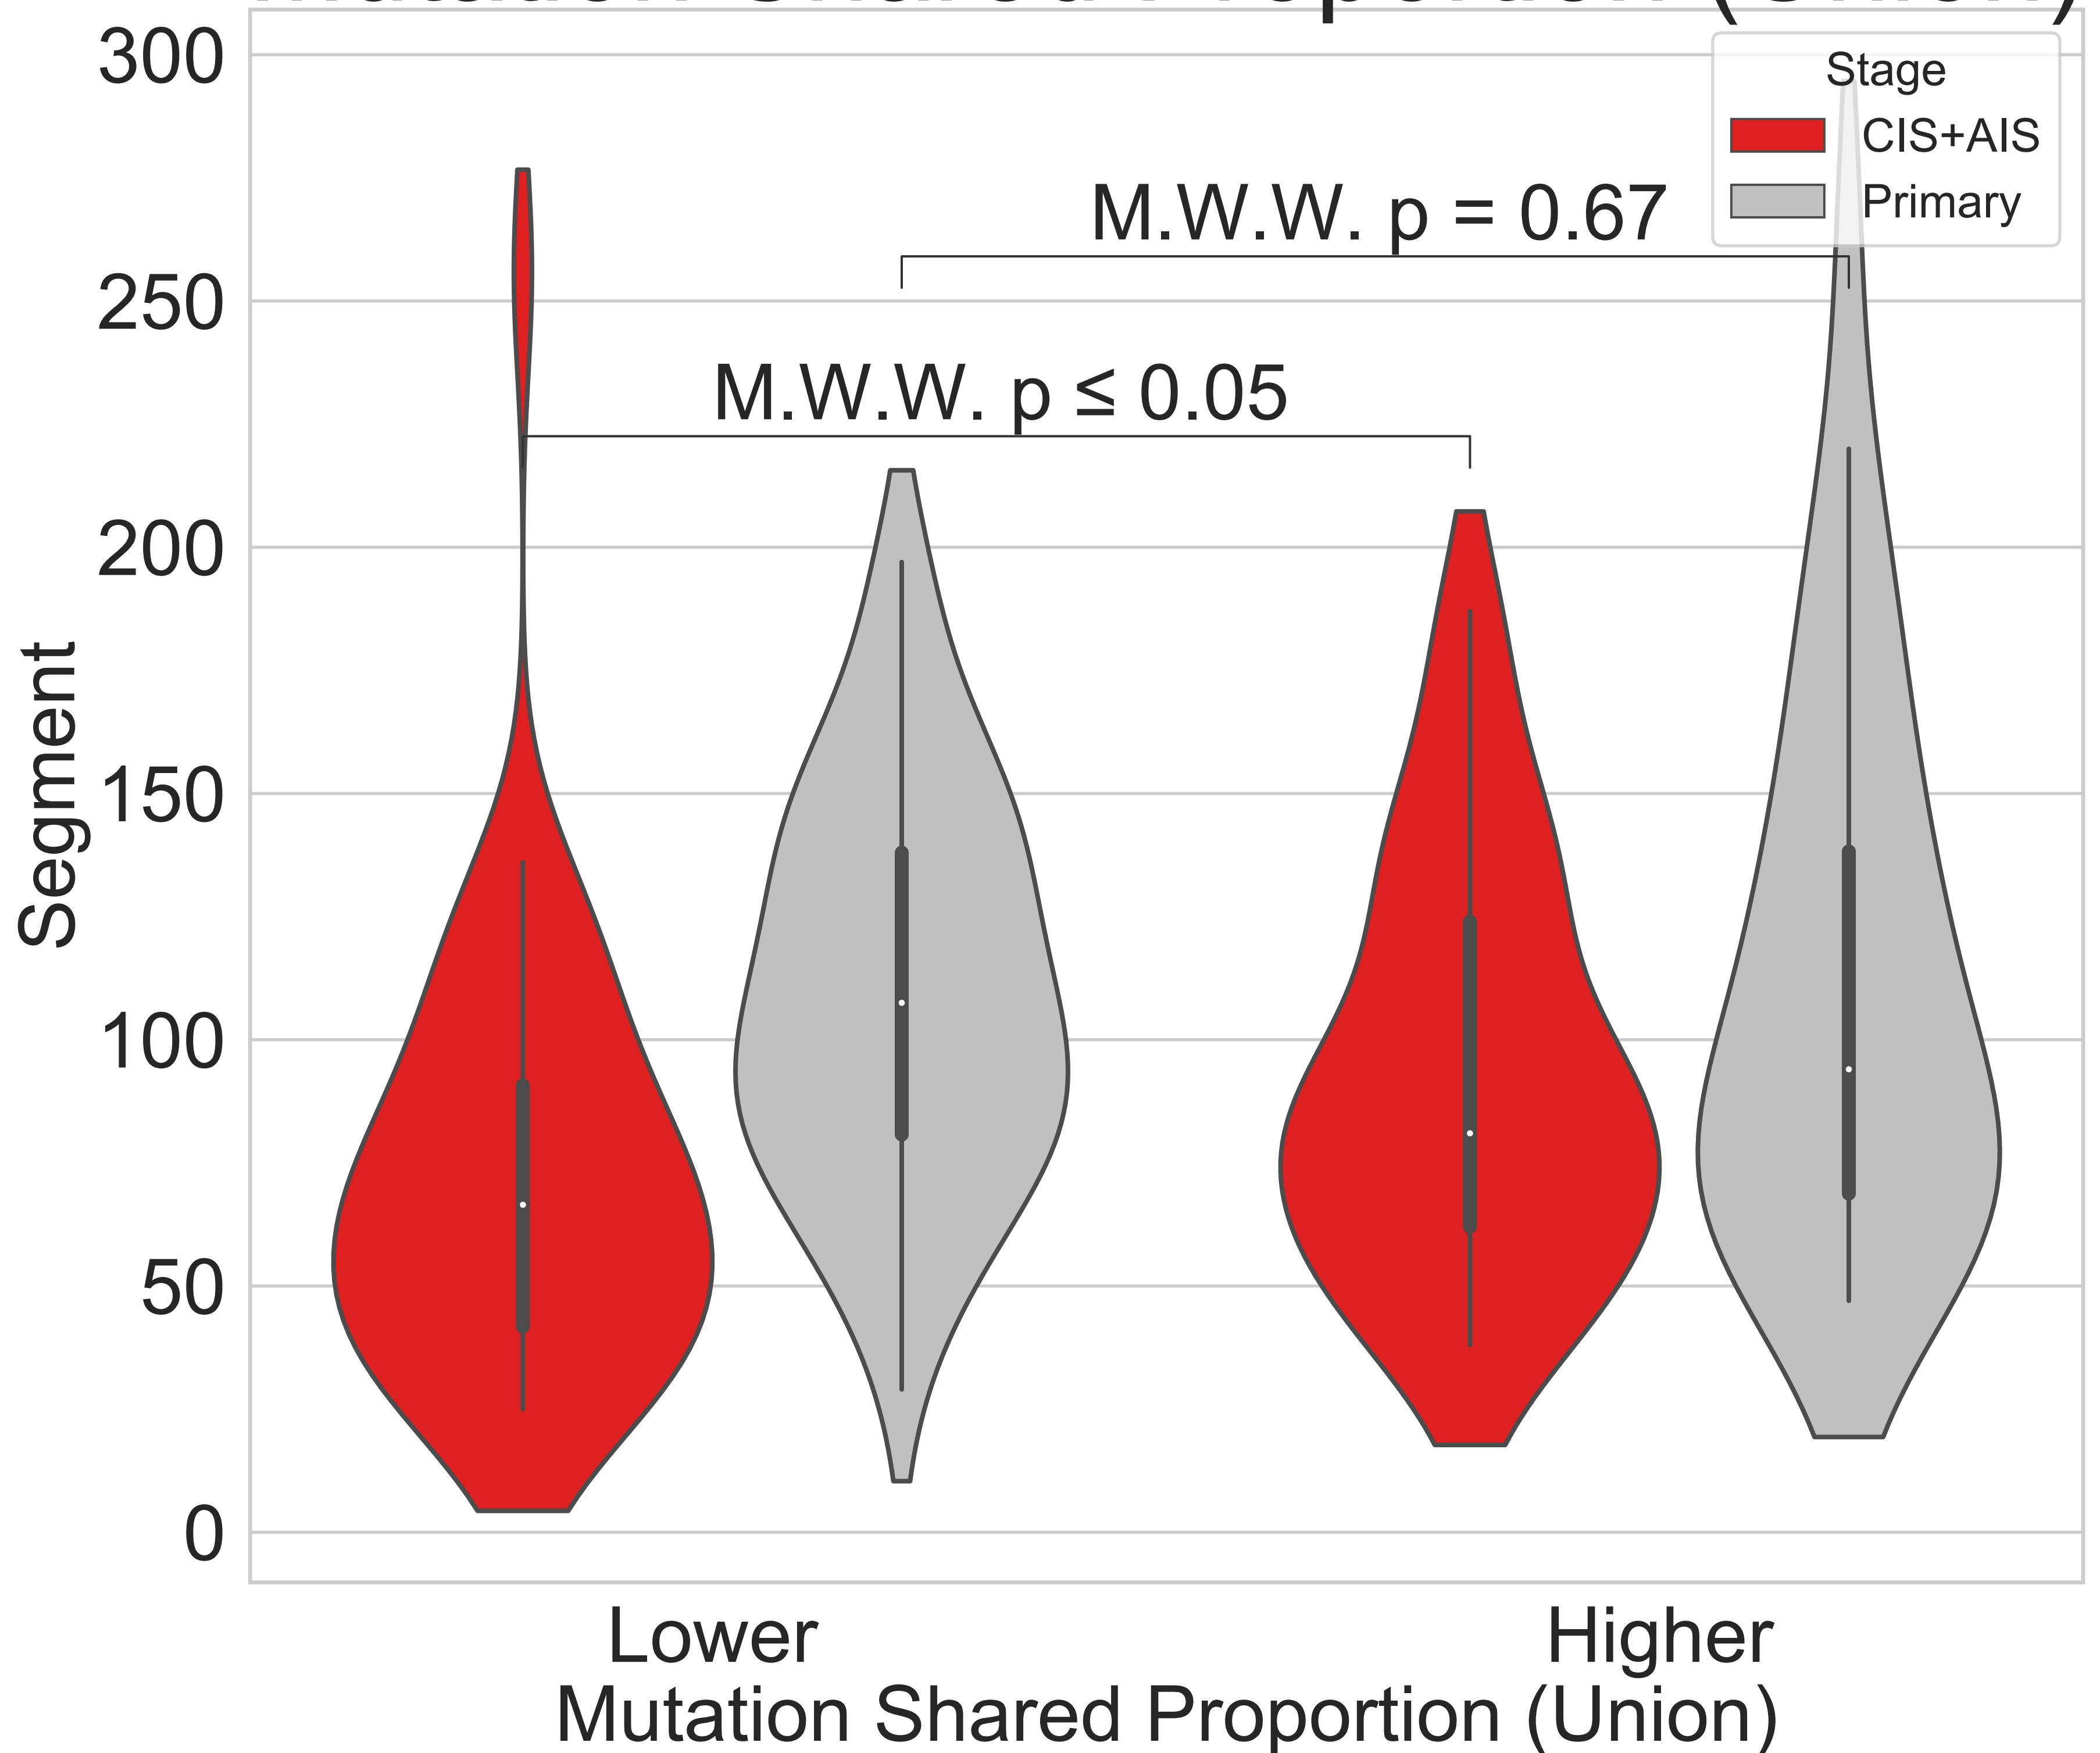 300
Stage
CIS+AIS
M.W.W. p = 0.67
Primary
250
M.W.W. p ≤ 0.05
200
Segment
150
100
50
0
Lower
Higher
Mutation Shared Proportion (Union)